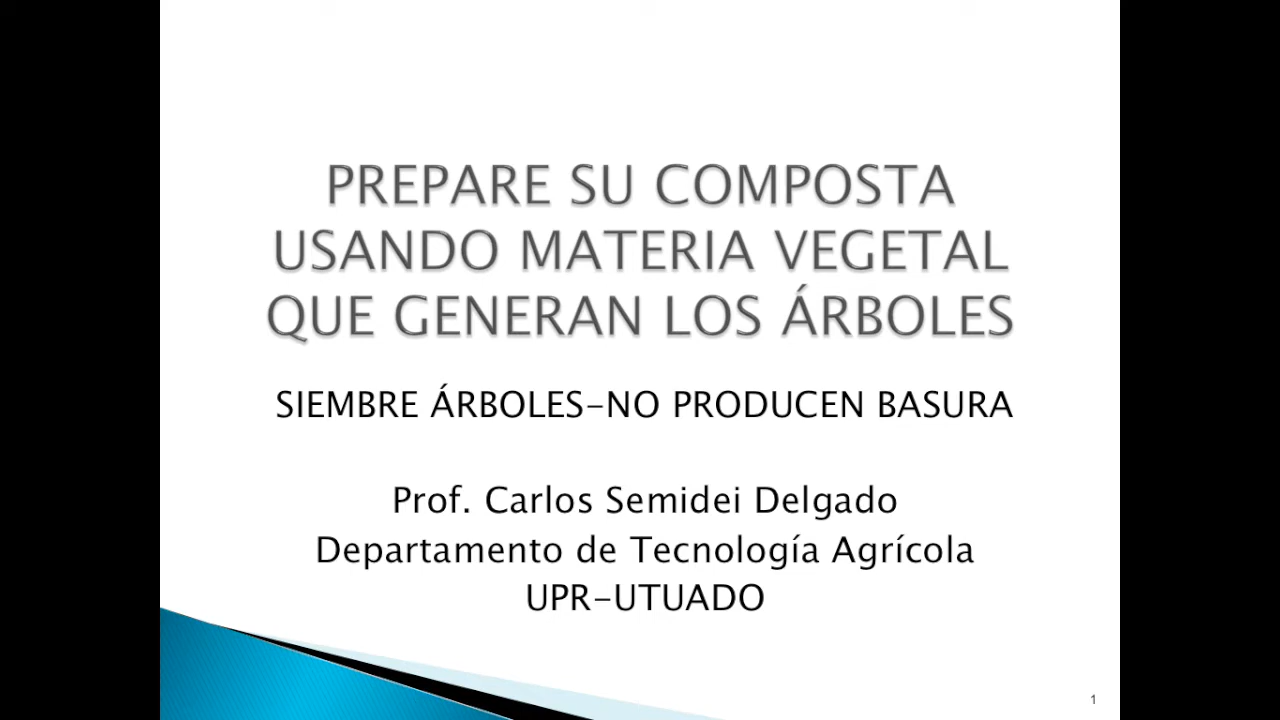 PREPARE SU COMPOSTA
USANDO MATERIA VEGETAL
QUE GENERAN LOS ÁRBOLES
SIEMBRE ÁRBOLES-NO PRODUCEN BASURA
Prof. Carlos Semidei Delgado
Departamento de Tecnología Agrícola
UPR-UTUADO
1